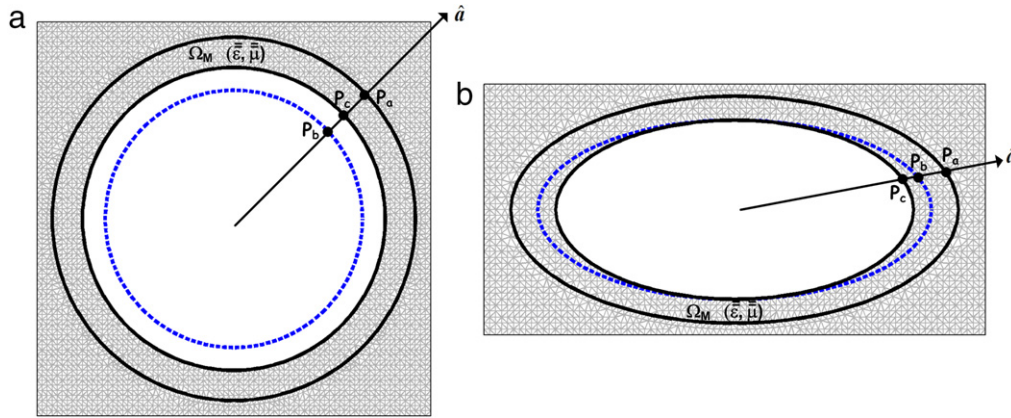 a
â
Ω_M (ε̿, μ̿)
P_c P_a
P_b
b
â
P_b P_a
P_c
Ω_M (ε̿, μ̿)